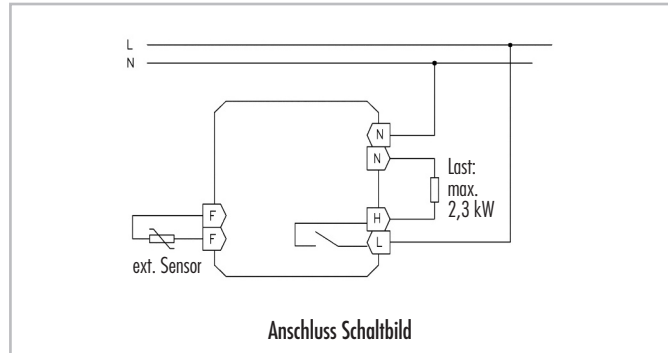 L
N
N
N
Last:
max.
2,3 kW
F
H
F
L
ext. Sensor
Anschluss Schaltbild